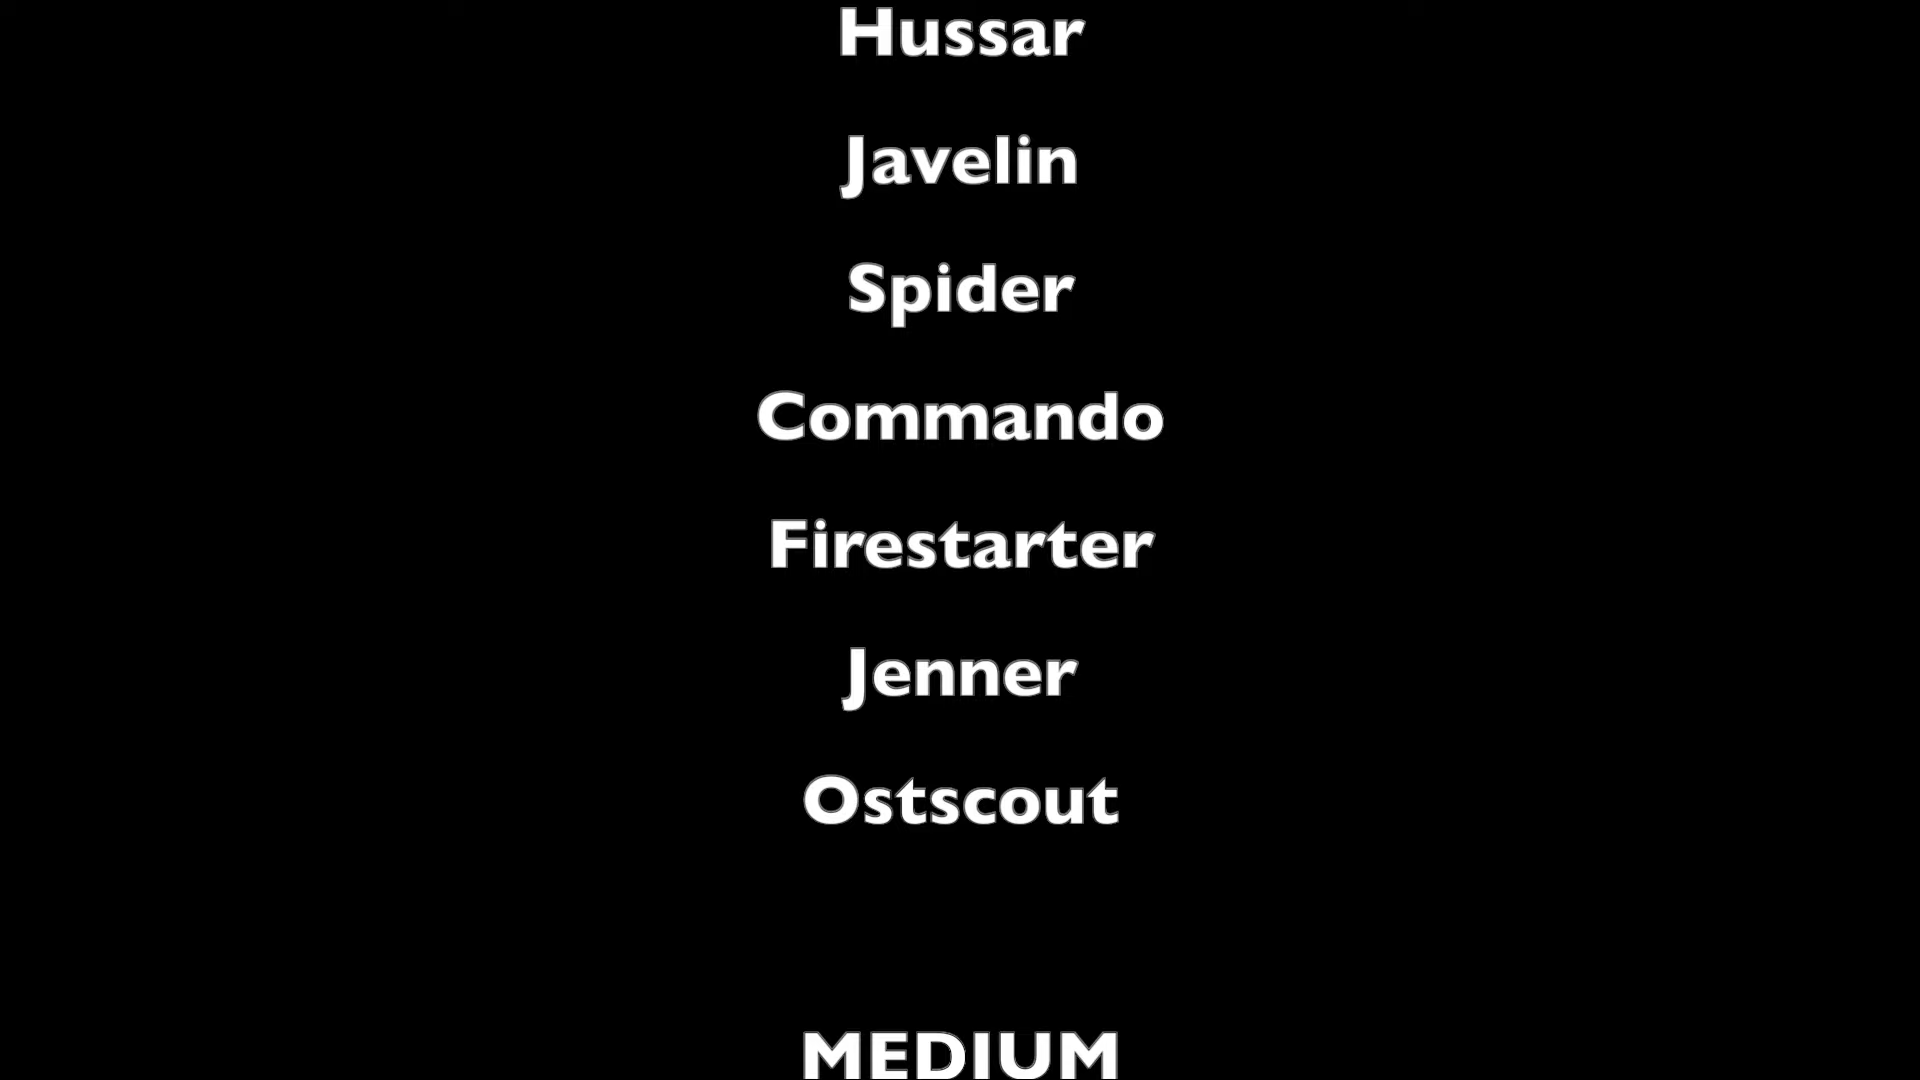 Hussar
Javelin
Spider
Commando
Firestarter
Jenner
Ostscout
MEDIUM